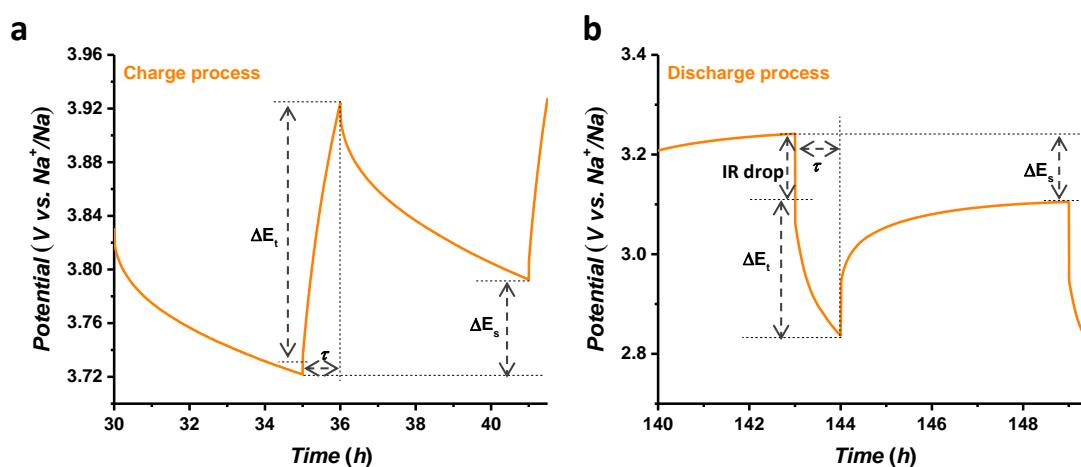 a
Charge process
Potential ( V vs. Na⁺/Na)
3.96
3.92
3.88
3.84
3.80
3.76
3.72
ΔEₜ
τ
ΔEₛ
30 32 34 36 38 40
Time (h)
b
Discharge process
Potential ( V vs. Na⁺/Na)
3.4
3.2
3.0
2.8
IR drop
τ
ΔEₛ
ΔEₜ
140 142 144 146 148
Time (h)